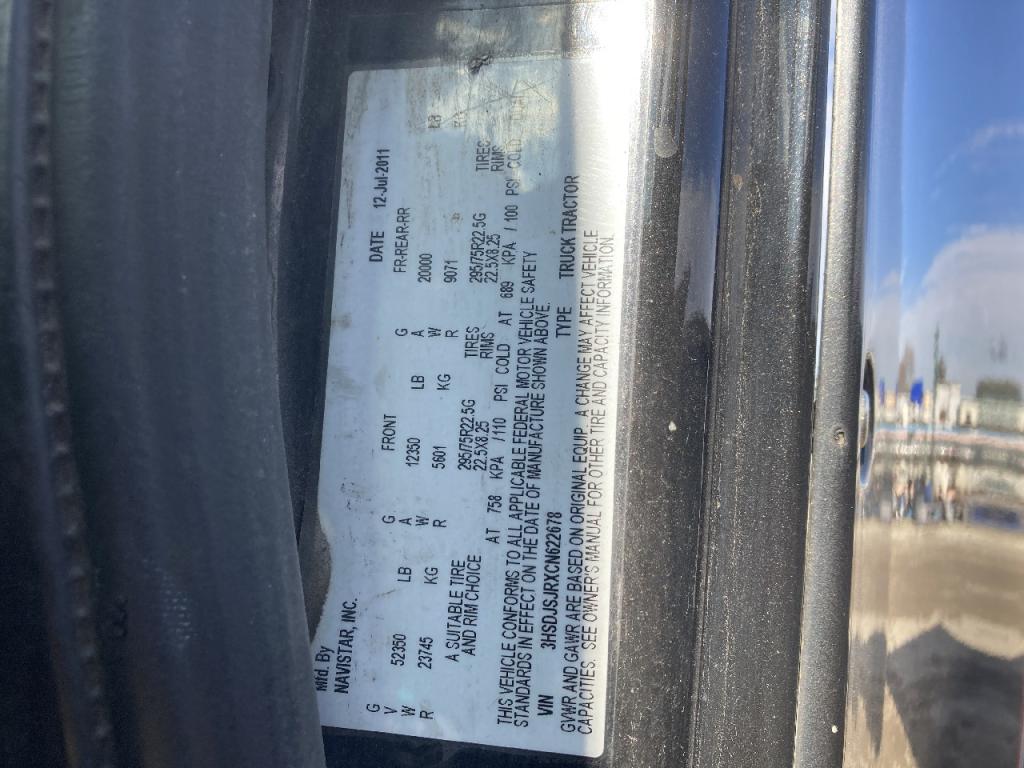 Mfd. By
NAVISTAR, INC. DATE 12-Jul-2011
G FRONT G FR-REAR-RR
V 52350 LB A 12350 LB A 20000 LB
W W W
R 23745 KG R 5601 KG R 9071
A SUITABLE TIRE 295/75R22.5G TIRES 295/75R22.5G TIRES
AND RIM CHOICE 22.5X8.25 RIMS 22.5X8.25 RIMS
AT 758 KPA / 110 PSI COLD AT 689 KPA / 100 PSI COLD
THIS VEHICLE CONFORMS TO ALL APPLICABLE FEDERAL MOTOR VEHICLE SAFETY
STANDARDS IN EFFECT ON THE DATE OF MANUFACTURE SHOWN ABOVE.
VIN 3HSDJSJRXCN622678 TYPE TRUCK TRACTOR
GVWR AND GAWR ARE BASED ON ORIGINAL EQUIP. A CHANGE MAY AFFECT VEHICLE
CAPACITIES. SEE OWNER'S MANUAL FOR OTHER TIRE AND CAPACITY INFORMATION.